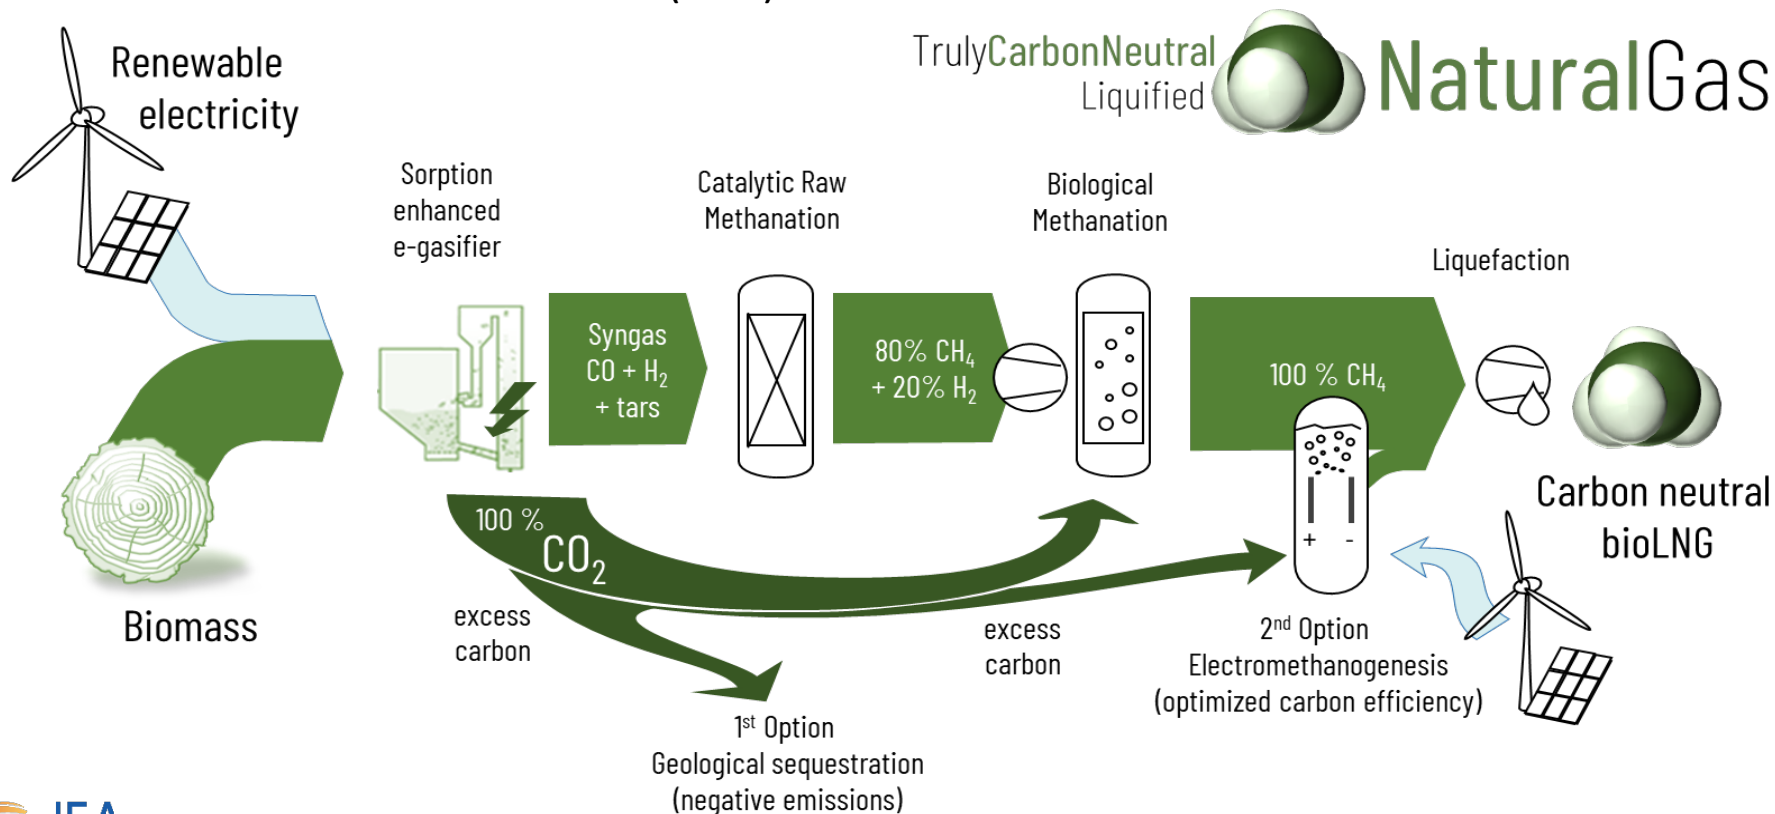 Renewable
electricity
TrulyCarbonNeutral
Liquified
NaturalGas
Sorption
enhanced
e-gasifier
Catalytic Raw
Methanation
Biological
Methanation
Liquefaction
Syngas
CO + H₂
+ tars
80% CH₄
+ 20% H₂
100 % CH₄
100 %
CO₂
+ -
Carbon neutral
bioLNG
Biomass
excess
carbon
excess
carbon
1st Option
Geological sequestration
(negative emissions)
2nd Option
Electromethanogenesis
(optimized carbon efficiency)